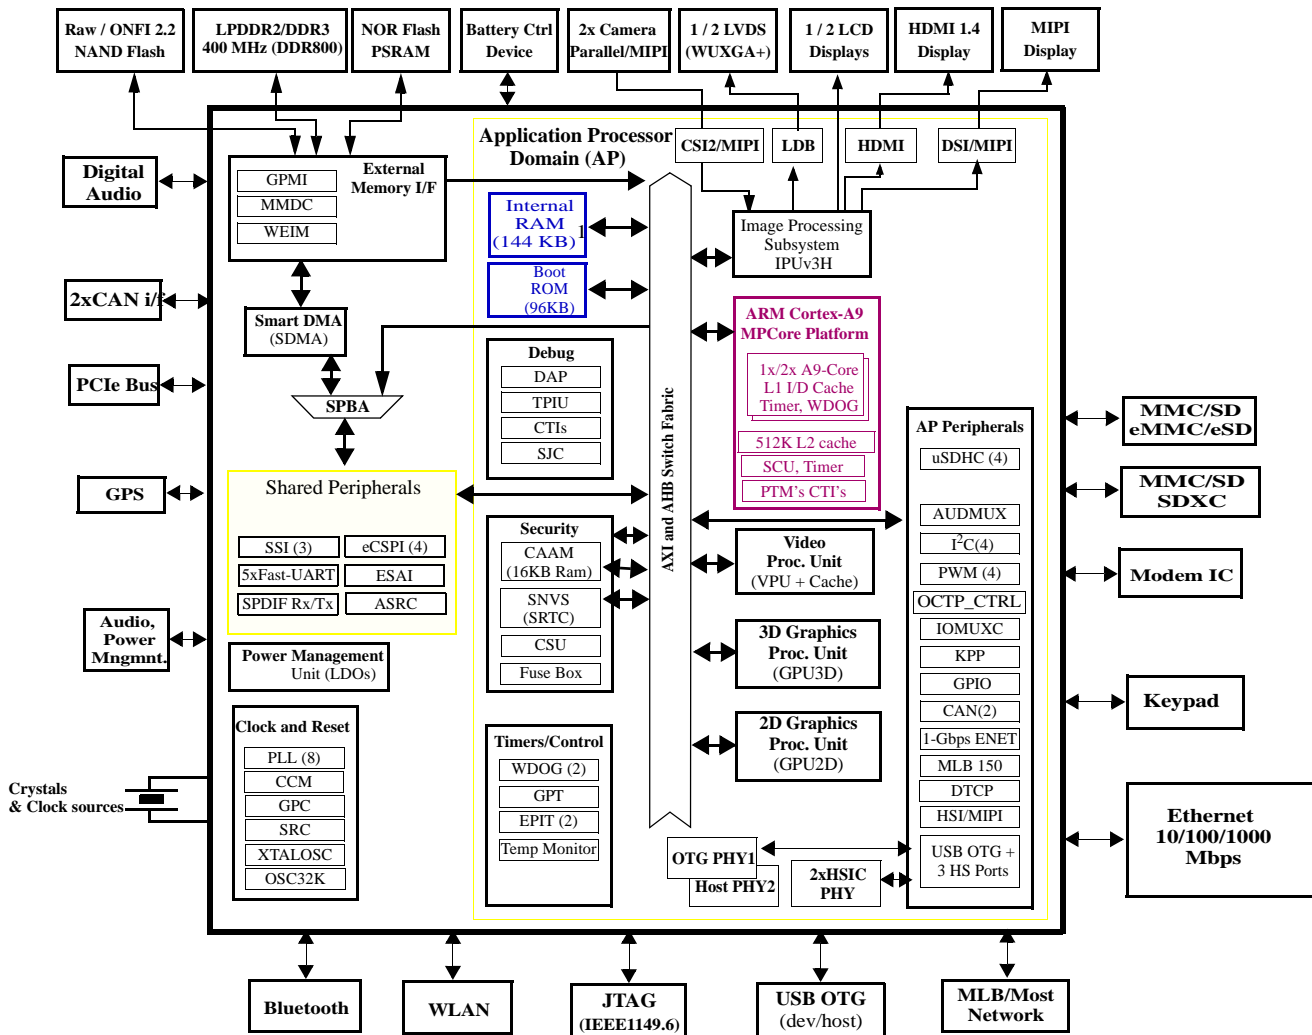 Raw / ONFI 2.2
NAND Flash
LPDDR2/DDR3
400 MHz (DDR800)
NOR Flash
PSRAM
Battery Ctrl
Device
2x Camera
Parallel/MIPI
1 / 2 LVDS
(WUXGA+)
1 / 2 LCD
Displays
HDMI 1.4
Display
MIPI
Display
Application Processor
Domain (AP)
CSI2/MIPI
LDB
HDMI
DSI/MIPI
External
Memory I/F
GPMI
MMDC
WEIM
Digital
Audio
2xCAN i/f
PCIe Bus
GPS
Audio,
Power
Mngmnt.
Crystals
& Clock sources
Internal
RAM
(144 KB)
1
Boot
ROM
(96KB)
Image Processing
Subsystem
IPUv3H
Smart DMA
(SDMA)
SPBA
Shared Peripherals
SSI (3)
eCSPI (4)
5xFast-UART
ESAI
SPDIF Rx/Tx
ASRC
Power Management
Unit (LDOs)
Clock and Reset
PLL (8)
CCM
GPC
SRC
XTALOSC
OSC32K
Debug
DAP
TPIU
CTIs
SJC
Security
CAAM
(16KB Ram)
SNVS
(SRTC)
CSU
Fuse Box
Timers/Control
WDOG (2)
GPT
EPIT (2)
Temp Monitor
AXI and AHB Switch Fabric
ARM Cortex-A9
MPCore Platform
1x/2x A9-Core
L1 I/D Cache
Timer, WDOG
512K L2 cache
SCU, Timer
PTM's CTI's
Video
Proc. Unit
(VPU + Cache)
3D Graphics
Proc. Unit
(GPU3D)
2D Graphics
Proc. Unit
(GPU2D)
OTG PHY1
Host PHY2
2xHSIC
PHY
AP Peripherals
uSDHC (4)
AUDMUX
I2C(4)
PWM (4)
OCTP_CTRL
IOMUXC
KPP
GPIO
CAN(2)
1-Gbps ENET
MLB 150
DTCP
HSI/MIPI
USB OTG +
3 HS Ports
MMC/SD
eMMC/eSD
MMC/SD
SDXC
Modem IC
Keypad
Ethernet
10/100/1000
Mbps
Bluetooth
WLAN
JTAG
(IEEE1149.6)
USB OTG
(dev/host)
MLB/Most
Network